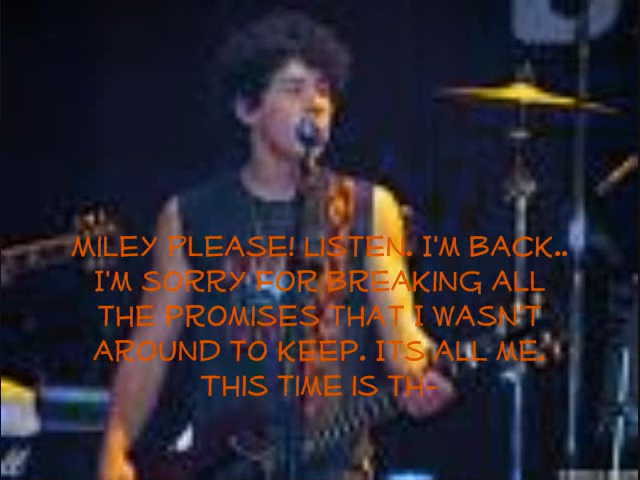 MILEY PLEASE! LISTEN. I'M BACK..
I'M SORRY FOR BREAKING ALL
THE PROMISES THAT I WASN'T
AROUND TO KEEP. ITS ALL ME.
THIS TIME IS TH-